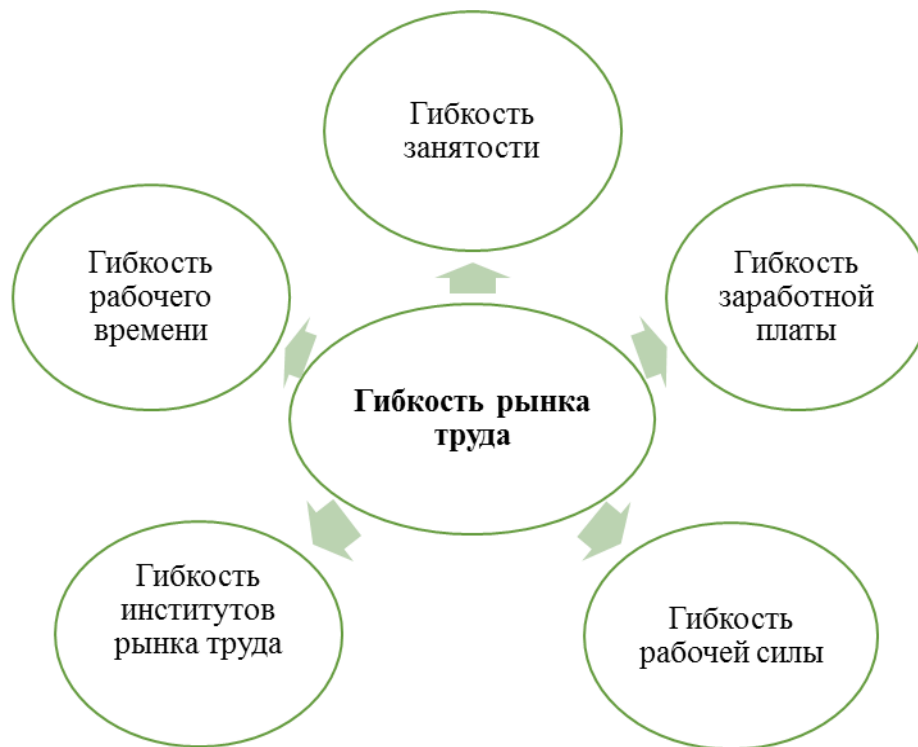 Гибкость
занятости
Гибкость
рабочего
времени
Гибкость
заработной
платы
Гибкость рынка
труда
Гибкость
институтов
рынка труда
Гибкость
рабочей силы